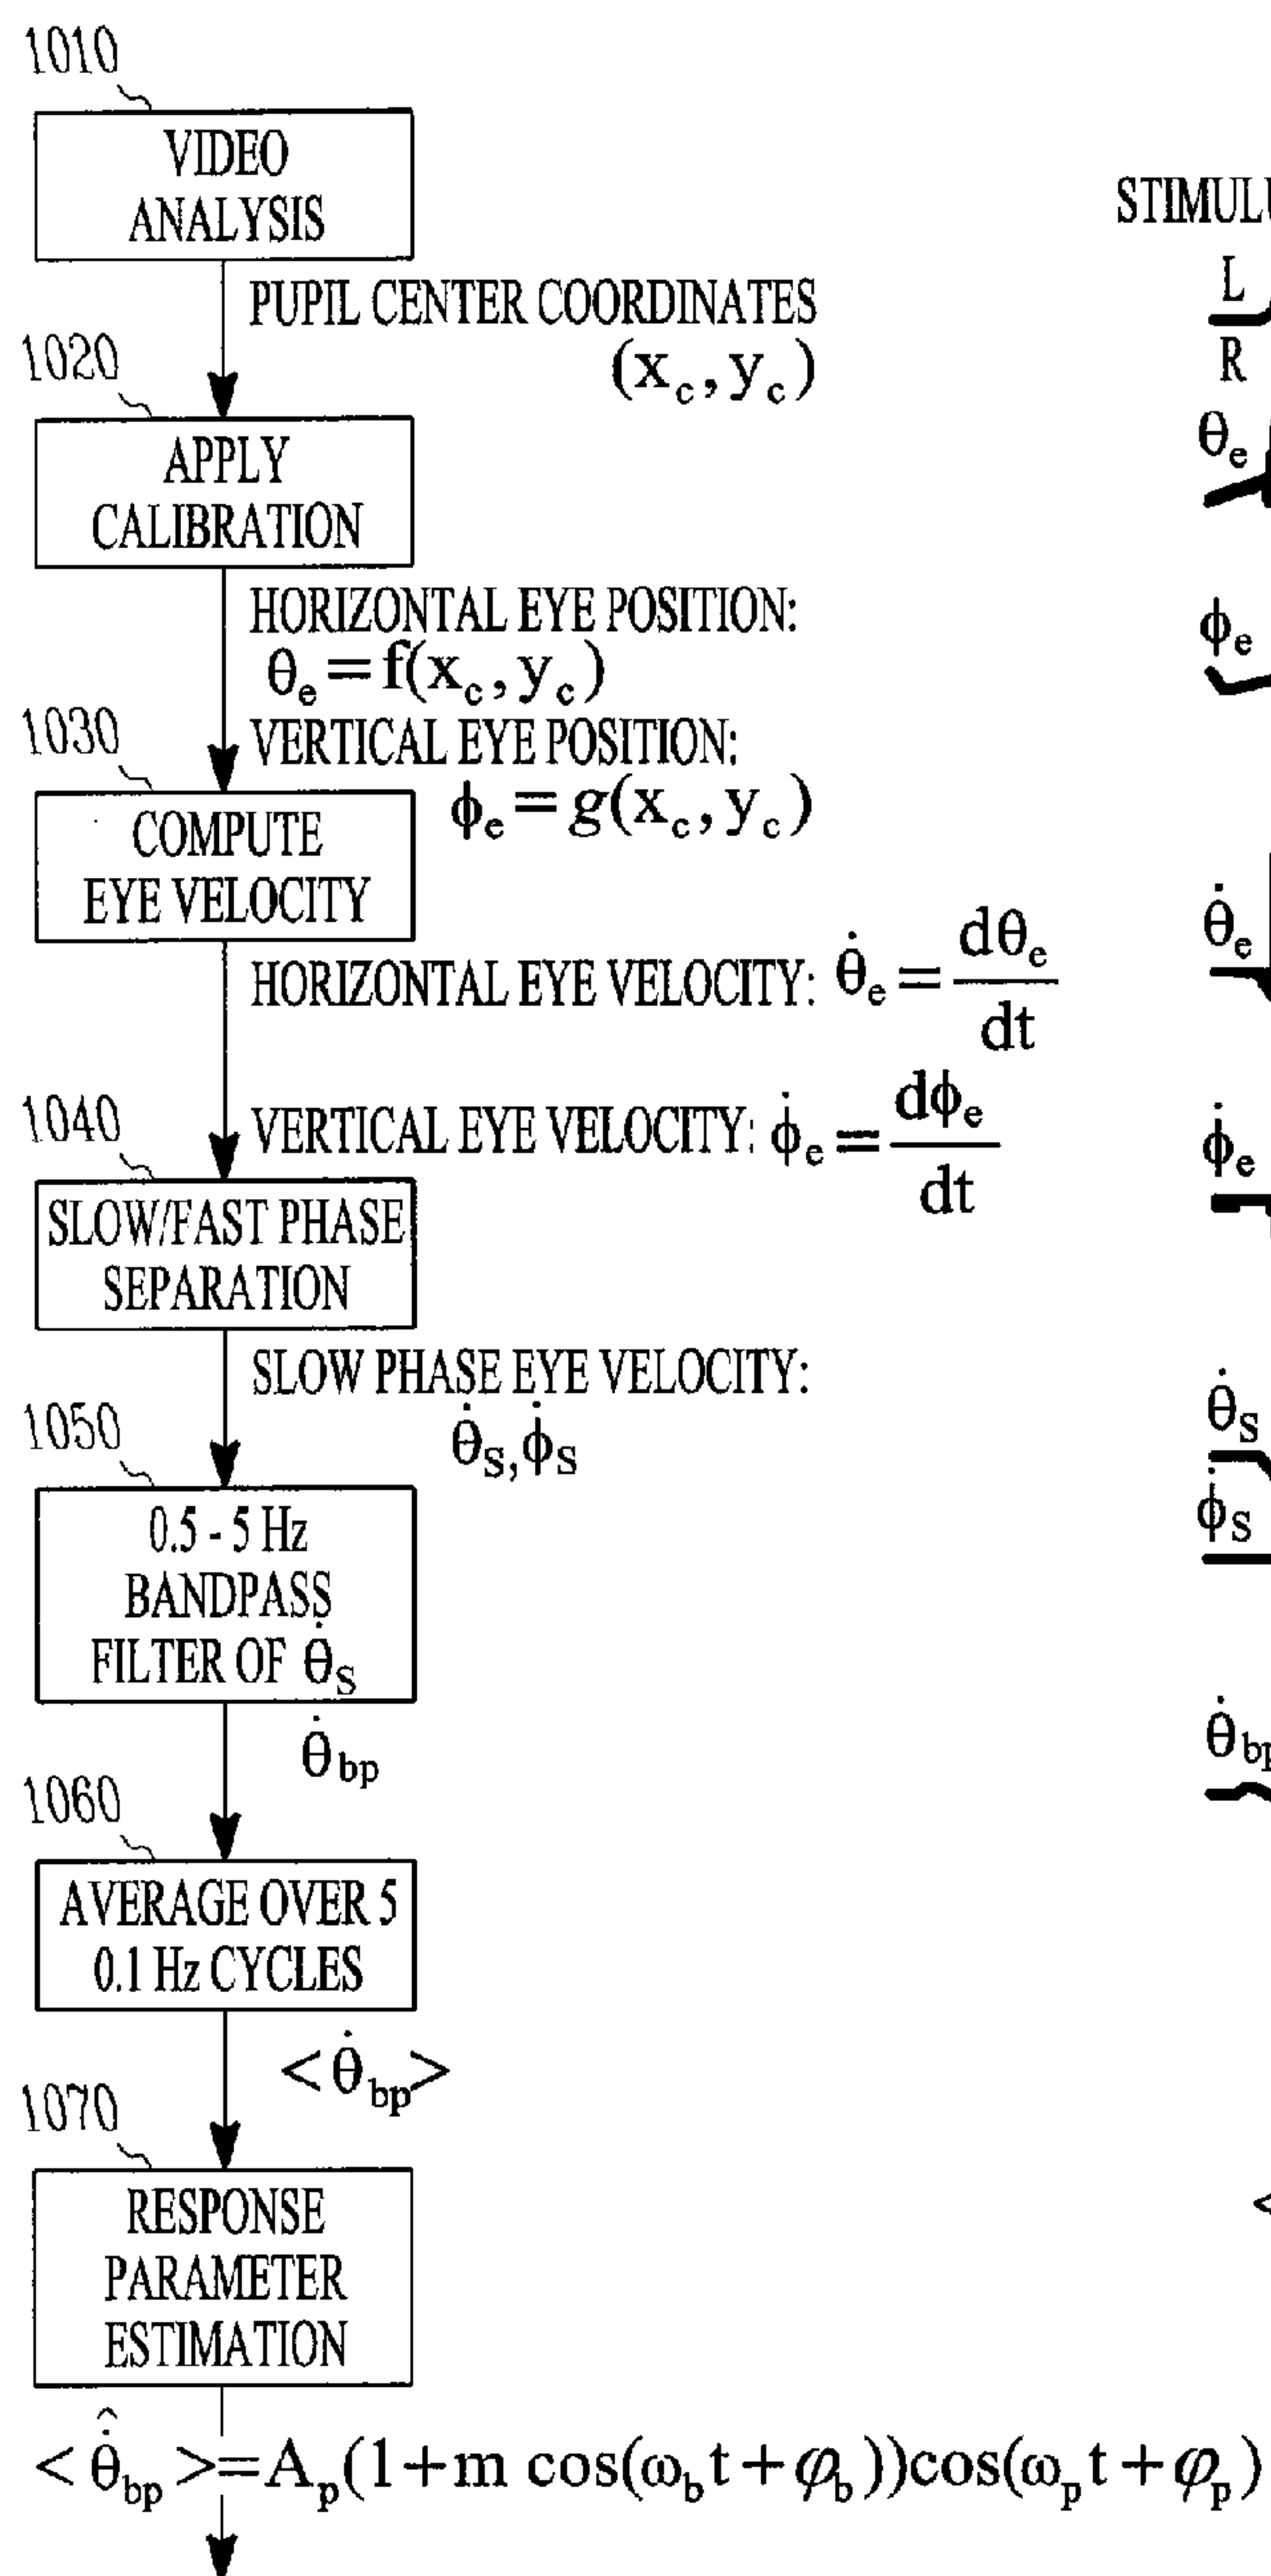 1010
VIDEO
ANALYSIS
PUPIL CENTER COORDINATES
(x_c, y_c)
1020
APPLY
CALIBRATION
HORIZONTAL EYE POSITION:
θ_e = f(x_c, y_c)
VERTICAL EYE POSITION:
ϕ_e = g(x_c, y_c)
1030
COMPUTE
EYE VELOCITY
HORIZONTAL EYE VELOCITY: θ̇_e = dθ_e/dt
VERTICAL EYE VELOCITY: ϕ̇_e = dϕ_e/dt
1040
SLOW/FAST PHASE
SEPARATION
SLOW PHASE EYE VELOCITY:
θ̇_S, ϕ̇_S
1050
0.5 - 5 Hz
BANDPASS
FILTER OF θ̇_S
θ̇_bp
1060
AVERAGE OVER 5
0.1 Hz CYCLES
<θ̇_bp>
1070
RESPONSE
PARAMETER
ESTIMATION
<θ̇̂_bp>=A_p(1+m cos(ω_b t+φ_b))cos(ω_p t+φ_p)
L
R
θ_e
ϕ_e
θ̇_e
ϕ̇_e
θ̇_S
ϕ̇_S
θ̇_bp
<